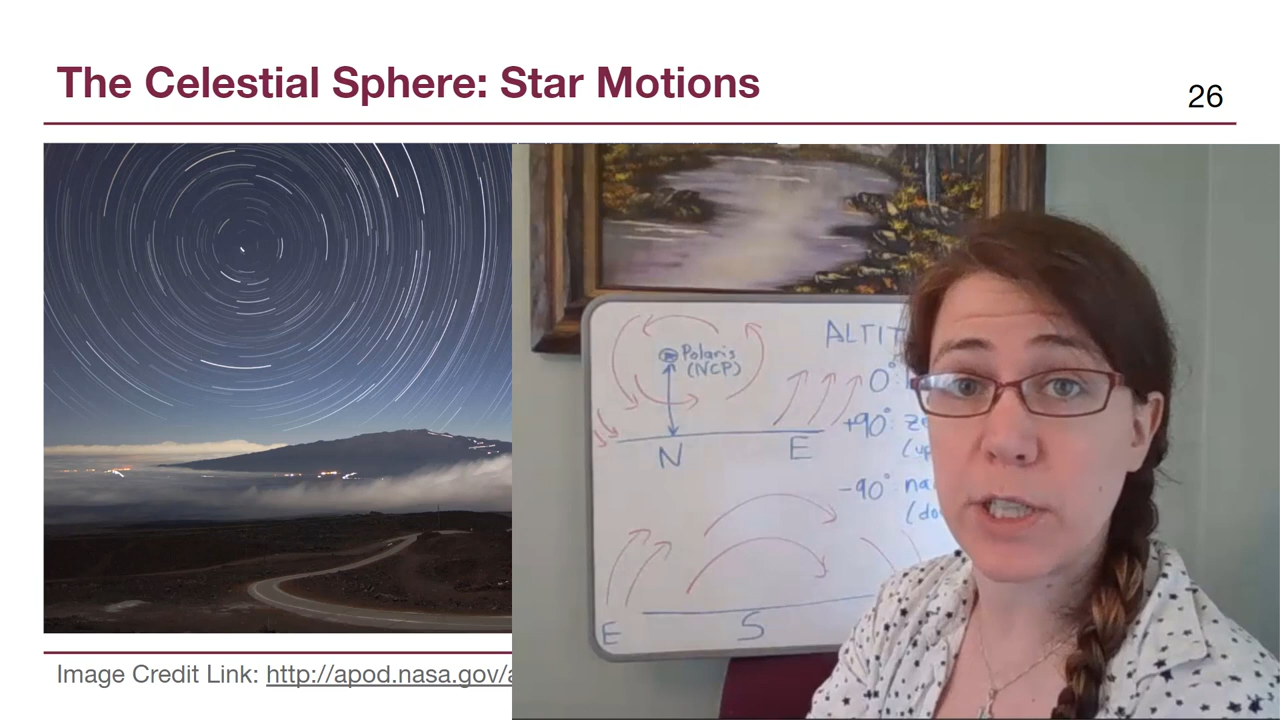 The Celestial Sphere: Star Motions
26
Polaris
(NCP)
N
E
ALTIT
0°:
+90°: ze
(up
-90°: na
(do
E
S
Image Credit Link: http://apod.nasa.gov/a